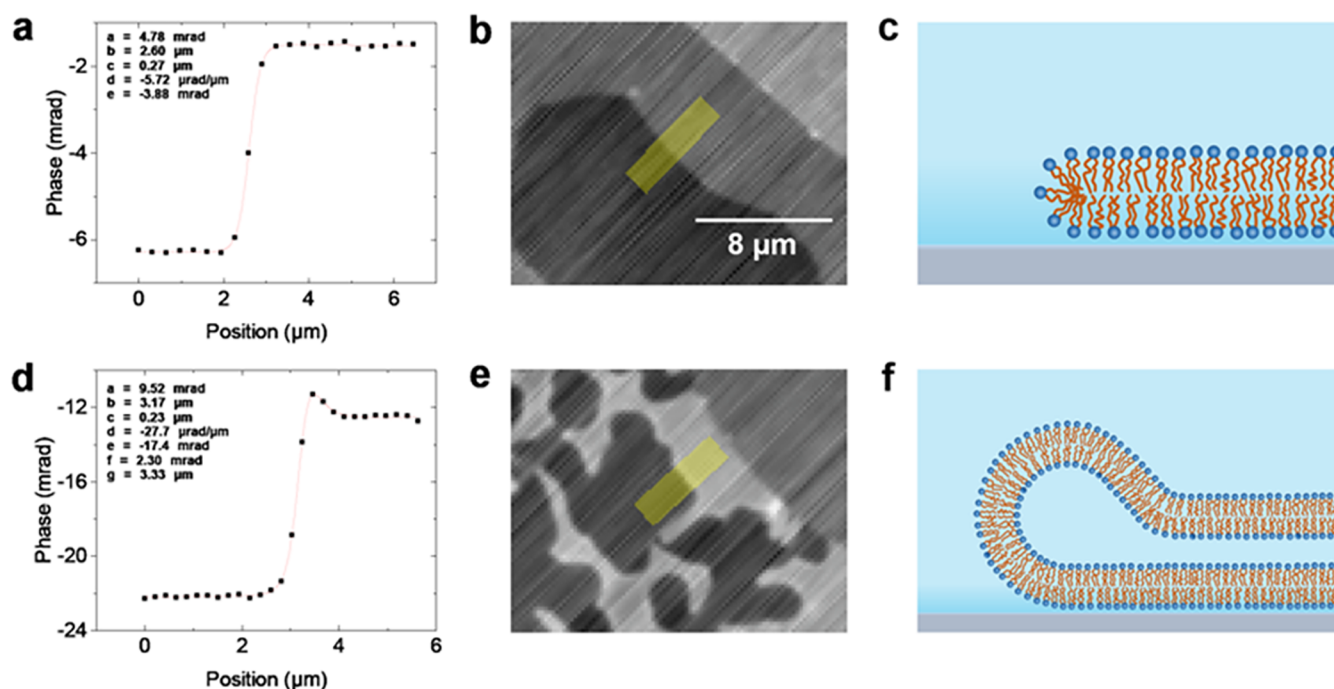 a
a = 4.78 mrad
b = 2.60 µm
c = 0.27 µm
d = -5.72 µrad/µm
e = -3.88 mrad
-2
-4
-6
Phase (mrad)
0 2 4 6
Position (µm)
b
8 µm
c
d
a = 9.52 mrad
b = 3.17 µm
c = 0.23 µm
d = -27.7 µrad/µm
e = -17.4 mrad
f = 2.30 mrad
g = 3.33 µm
-12
-16
-20
-24
Phase (mrad)
0 2 4 6
Position (µm)
e
f